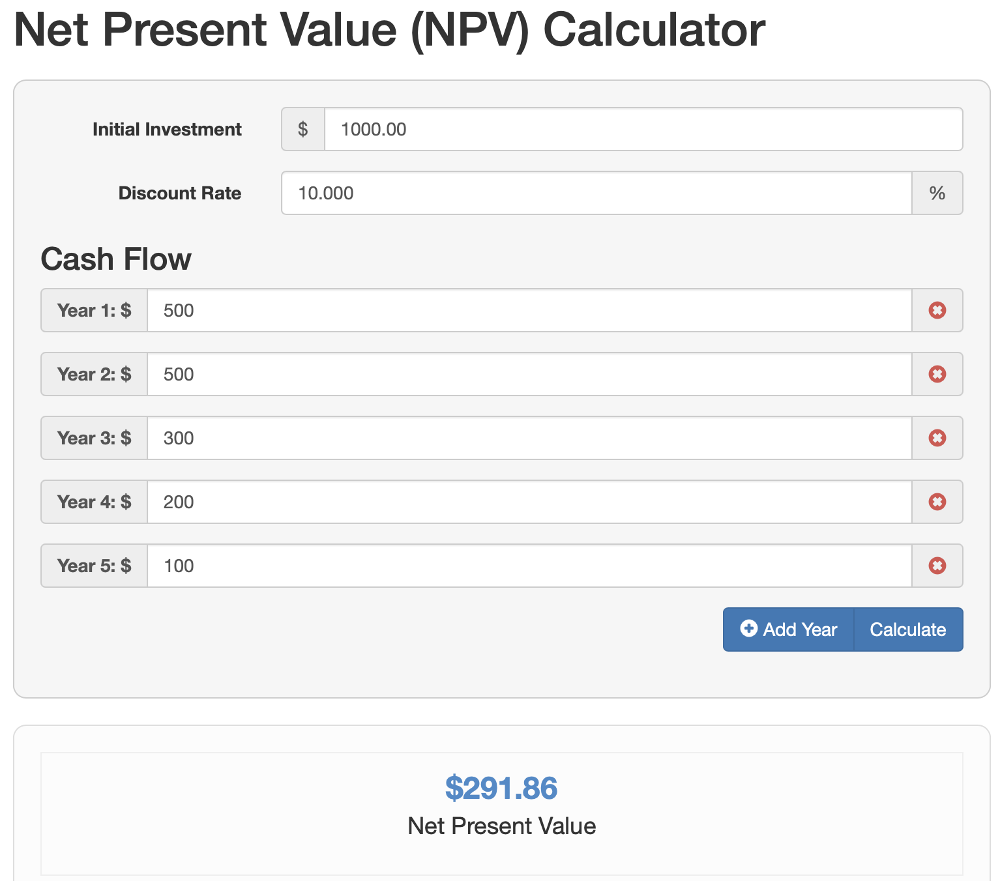 Net Present Value (NPV) Calculator
Initial Investment $ 1000.00
Discount Rate 10.000 %
Cash Flow
Year 1: $ 500
Year 2: $ 500
Year 3: $ 300
Year 4: $ 200
Year 5: $ 100
Add Year Calculate
$291.86
Net Present Value